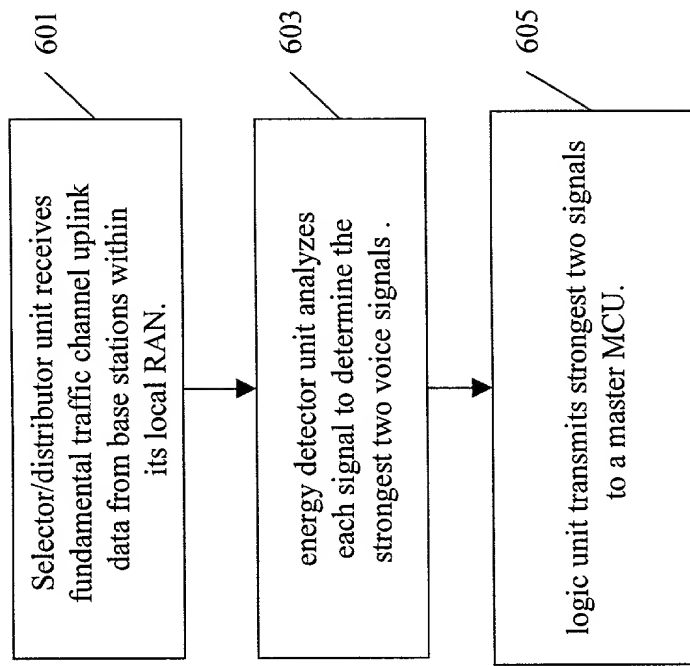 601
Selector/distributor unit receives
fundamental traffic channel uplink
data from base stations within
its local RAN.
603
energy detector unit analyzes
each signal to determine the
strongest two voice signals .
605
logic unit transmits strongest two signals
to a master MCU.